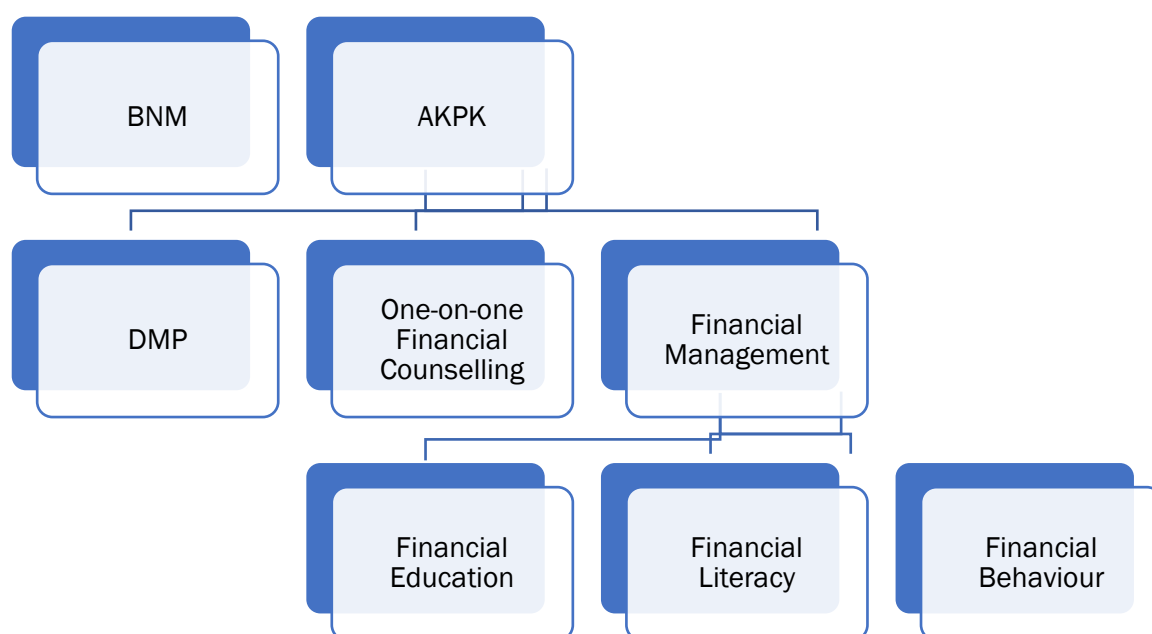 BNM
AKPK
DMP
One-on-one
Financial
Counselling
Financial
Management
Financial
Education
Financial
Literacy
Financial
Behaviour